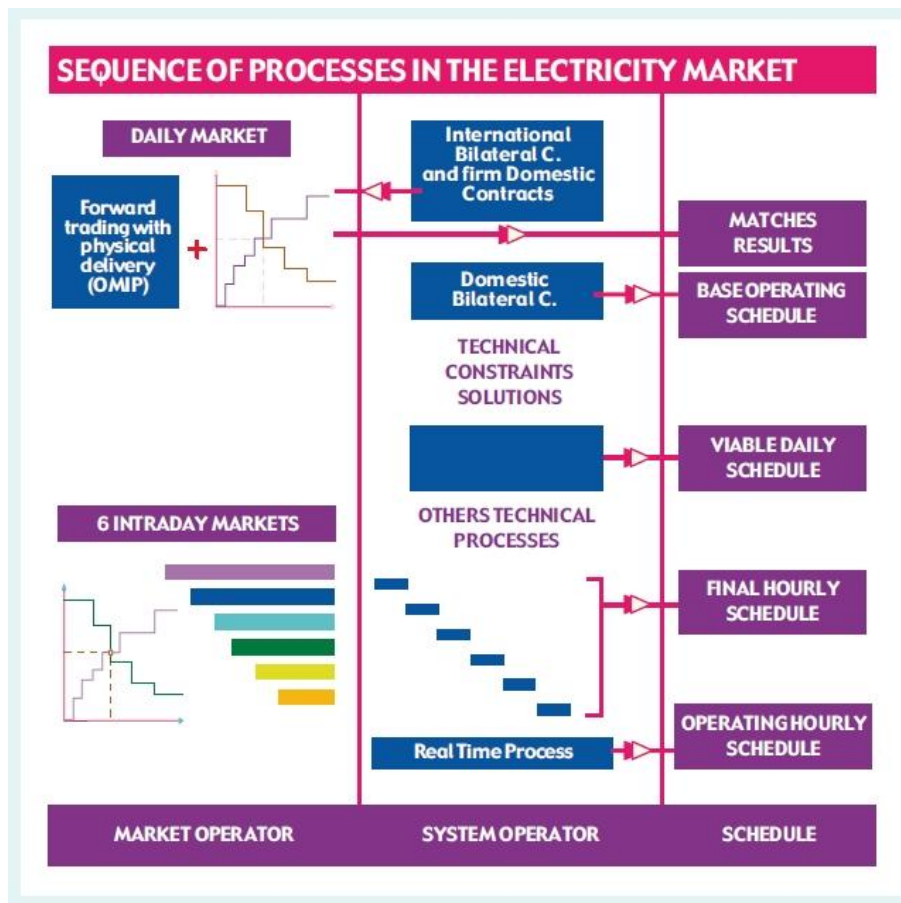 SEQUENCE OF PROCESSES IN THE ELECTRICITY MARKET
DAILY MARKET
Forward
trading with
physical
delivery
(OMIP)
+
International
Bilateral C.
and firm Domestic
Contracts
MATCHES
RESULTS
Domestic
Bilateral C.
BASE OPERATING
SCHEDULE
TECHNICAL
CONSTRAINTS
SOLUTIONS
VIABLE DAILY
SCHEDULE
6 INTRADAY MARKETS
OTHERS TECHNICAL
PROCESSES
FINAL HOURLY
SCHEDULE
Real Time Process
OPERATING HOURLY
SCHEDULE
MARKET OPERATOR
SYSTEM OPERATOR
SCHEDULE